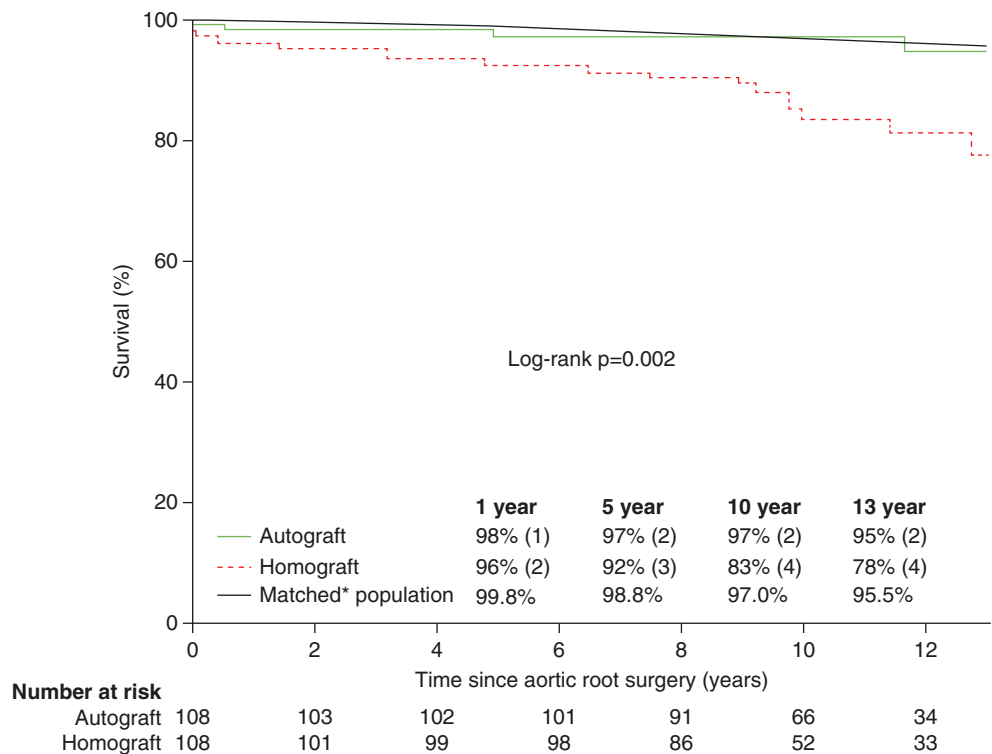 100
80
60
40
20
0
Survival (%)
Log-rank p=0.002
1 year 5 year 10 year 13 year
Autograft 98% (1) 97% (2) 97% (2) 95% (2)
Homograft 96% (2) 92% (3) 83% (4) 78% (4)
Matched* population 99.8% 98.8% 97.0% 95.5%
0 2 4 6 8 10 12
Time since aortic root surgery (years)
Number at risk
Autograft 108 103 102 101 91 66 34
Homograft 108 101 99 98 86 52 33